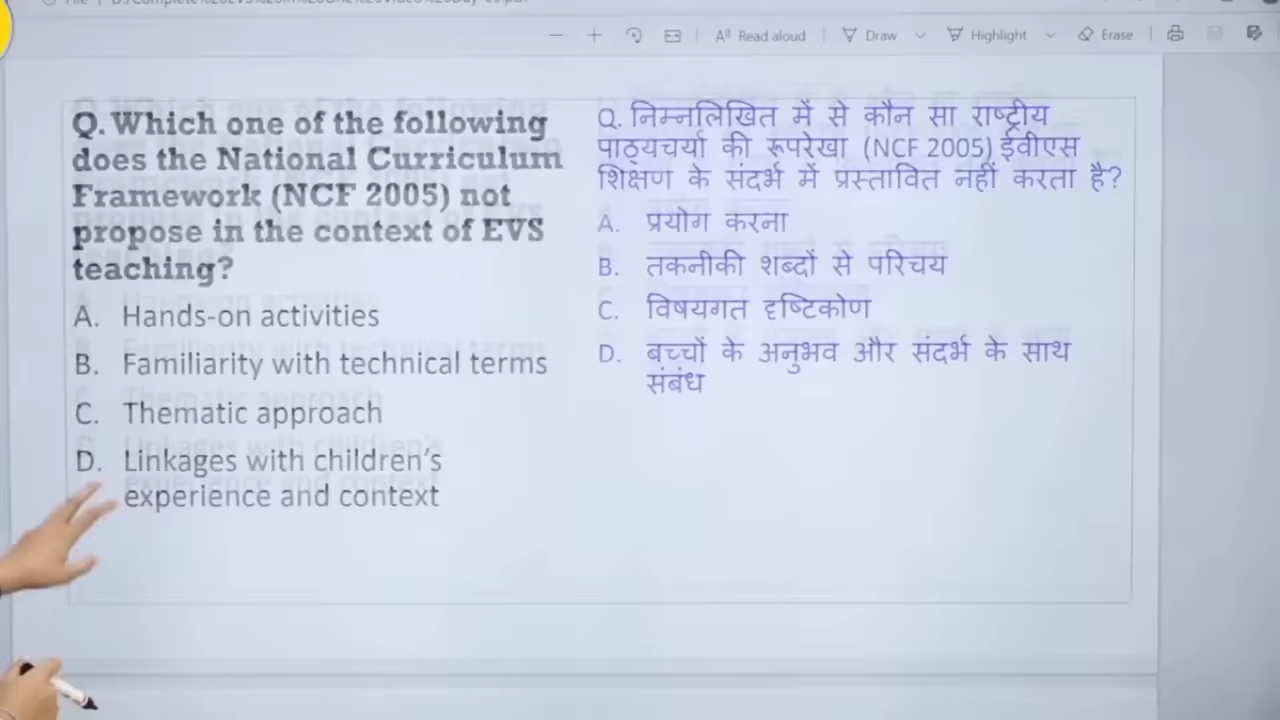 Read aloud
Draw
Highlight
Erase
Q. Which one of the following
does the National Curriculum
Framework (NCF 2005) not
propose in the context of EVS
teaching?
A. Hands-on activities
B. Familiarity with technical terms
C. Thematic approach
D. Linkages with children's
experience and context
Q. निम्नलिखित में से कौन सा राष्ट्रीय
पाठ्यचर्या की रूपरेखा (NCF 2005) ईवीएस
शिक्षण के संदर्भ में प्रस्तावित नहीं करता है?
A. प्रयोग करना
B. तकनीकी शब्दों से परिचय
C. विषयगत दृष्टिकोण
D. बच्चों के अनुभव और संदर्भ के साथ
संबंध